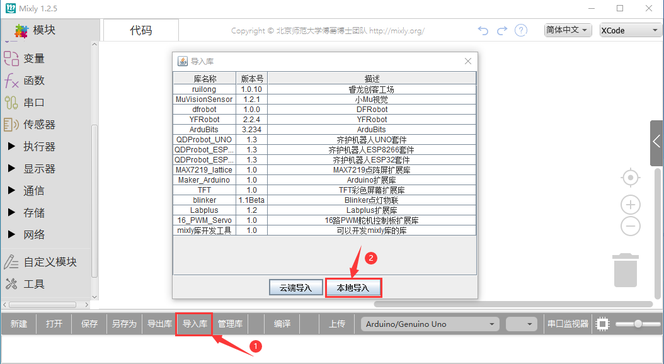 Mixly 1.2.5
模块
代码
Copyright © 北京师范大学傅骞博士团队 http://mixly.org/
简体中文
XCode
变量
函数
串口
传感器
执行器
显示器
通信
存储
网络
自定义模块
工具
导入库
库名称 版本号 描述
ruilong 1.0.10 睿龙创客工场
MuVisionSensor 1.2.1 小Mu视觉
dfrobot 1.0.0 DFRobot
YFRobot 2.2.4 YFRobot
ArduBits 3.234 ArduBits
QDProbot_UNO 1.3 齐护机器人UNO套件
QDProbot_ESP... 1.3 齐护机器人ESP8266套件
QDProbot_ESP... 1.3 齐护机器人ESP32套件
MAX7219_lattice 1.0 MAX7219点阵屏扩展库
Maker_Arduino 1.0 Arduino扩展库
TFT 1.0 TFT彩色屏幕扩展库
blinker 1.1Beta Blinker点灯物联
Labplus 1.2 Labplus扩展库
16_PWM_Servo 1.0 16路PWM舵机控制板扩展库
mixly库开发工具 1.0 可以开发mixly库的库
2
云端导入 本地导入
新建 打开 保存 另存为 导出库 导入库 管理库 编译 上传 Arduino/Genuino Uno 串口监视器
1